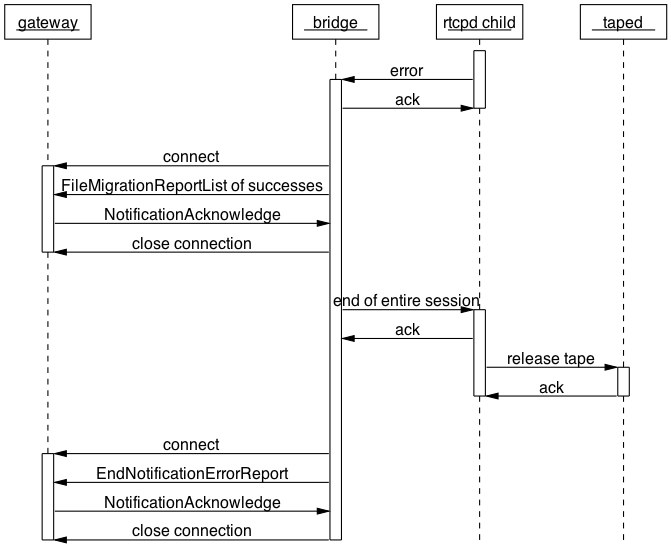 gateway
bridge
rtcpd child
taped
error
ack
connect
FileMigrationReportList of successes
NotificationAcknowledge
close connection
end of entire session
ack
release tape
ack
connect
EndNotificationErrorReport
NotificationAcknowledge
close connection